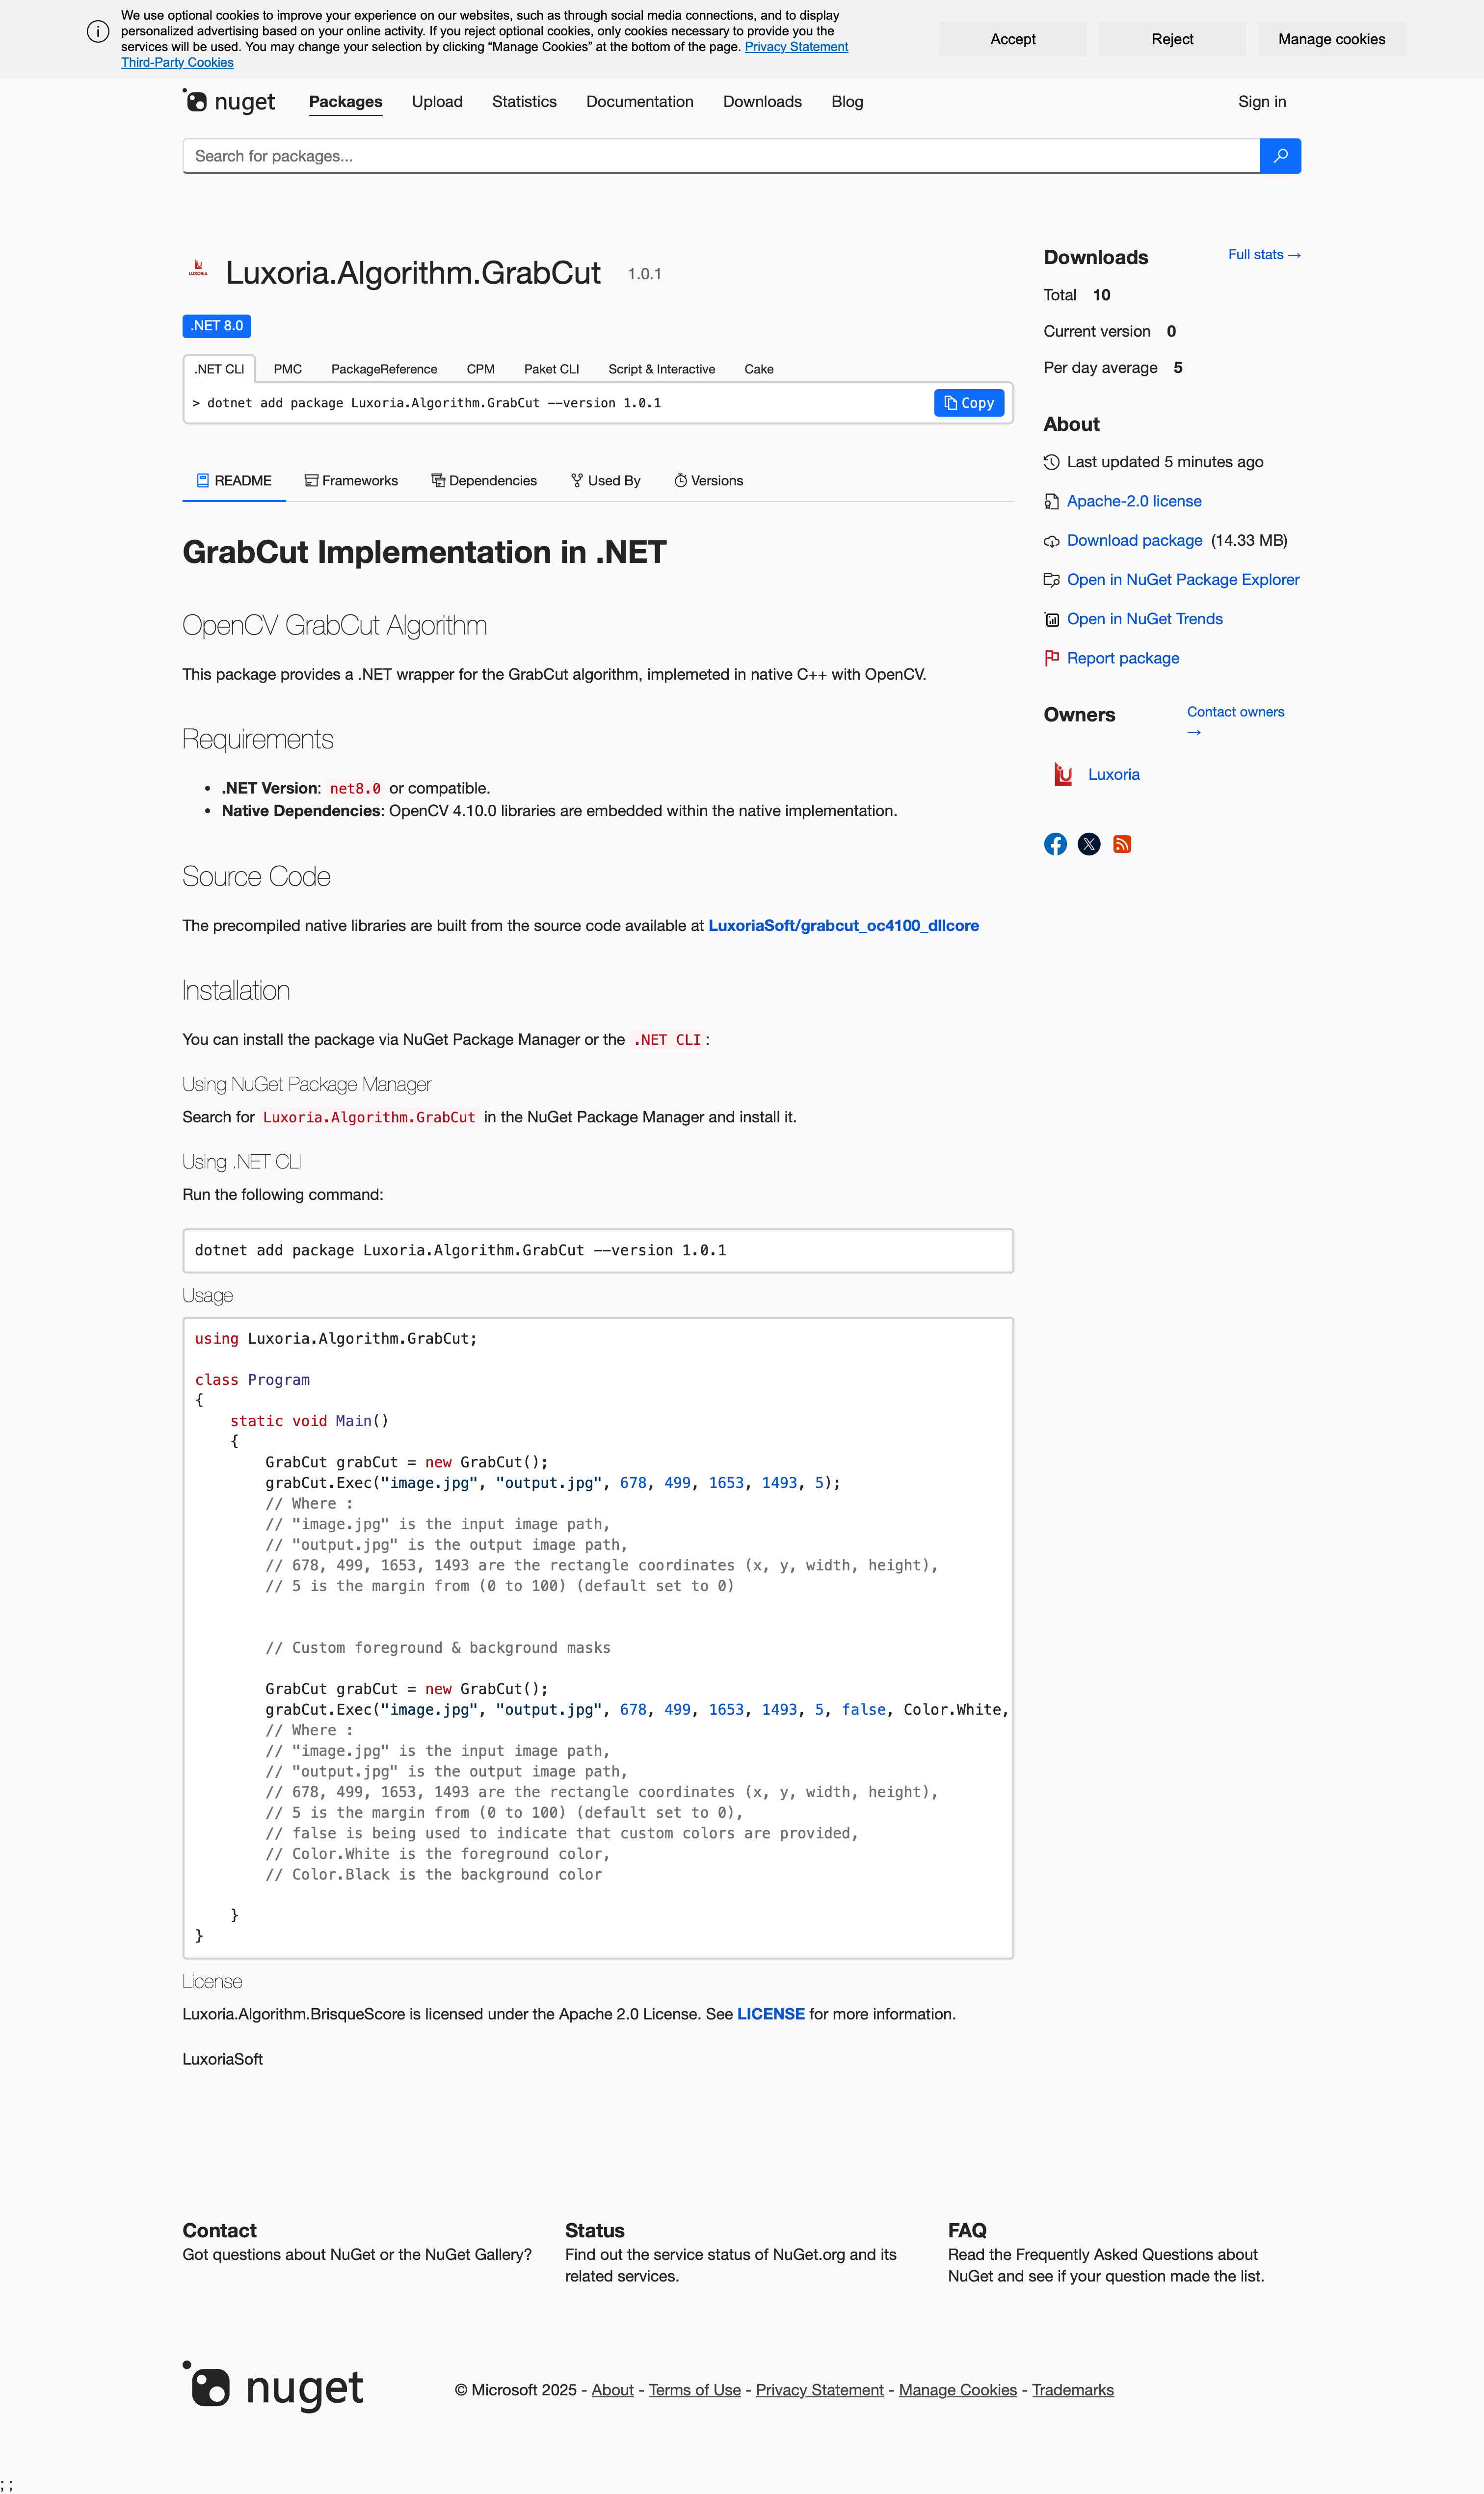 We use optional cookies to improve your experience on our websites, such as through social media connections, and to display
personalized advertising based on your online activity. If you reject optional cookies, only cookies necessary to provide you the
services will be used. You may change your selection by clicking “Manage Cookies” at the bottom of the page. Privacy Statement
Third-Party Cookies
Accept
Reject
Manage cookies
nuget
Packages
Upload
Statistics
Documentation
Downloads
Blog
Sign in
Search for packages...
LUXORIA
Luxoria.Algorithm.GrabCut 1.0.1
.NET 8.0
.NET CLI
PMC
PackageReference
CPM
Paket CLI
Script & Interactive
Cake
> dotnet add package Luxoria.Algorithm.GrabCut --version 1.0.1
Copy
README
Frameworks
Dependencies
Used By
Versions
GrabCut Implementation in .NET
OpenCV GrabCut Algorithm
This package provides a .NET wrapper for the GrabCut algorithm, implemeted in native C++ with OpenCV.
Requirements
• .NET Version: net8.0 or compatible.
• Native Dependencies: OpenCV 4.10.0 libraries are embedded within the native implementation.
Source Code
The precompiled native libraries are built from the source code available at LuxoriaSoft/grabcut_oc4100_dllcore
Installation
You can install the package via NuGet Package Manager or the .NET CLI:
Using NuGet Package Manager
Search for Luxoria.Algorithm.GrabCut in the NuGet Package Manager and install it.
Using .NET CLI
Run the following command:
dotnet add package Luxoria.Algorithm.GrabCut --version 1.0.1
Usage
using Luxoria.Algorithm.GrabCut;
class Program
{
static void Main()
{
GrabCut grabCut = new GrabCut();
grabCut.Exec("image.jpg", "output.jpg", 678, 499, 1653, 1493, 5);
// Where :
// "image.jpg" is the input image path,
// "output.jpg" is the output image path,
// 678, 499, 1653, 1493 are the rectangle coordinates (x, y, width, height),
// 5 is the margin from (0 to 100) (default set to 0)
// Custom foreground & background masks
GrabCut grabCut = new GrabCut();
grabCut.Exec("image.jpg", "output.jpg", 678, 499, 1653, 1493, 5, false, Color.White,
// Where :
// "image.jpg" is the input image path,
// "output.jpg" is the output image path,
// 678, 499, 1653, 1493 are the rectangle coordinates (x, y, width, height),
// 5 is the margin from (0 to 100) (default set to 0),
// false is being used to indicate that custom colors are provided,
// Color.White is the foreground color,
// Color.Black is the background color
}
}
License
Luxoria.Algorithm.BrisqueScore is licensed under the Apache 2.0 License. See LICENSE for more information.
LuxoriaSoft
Downloads
Full stats →
Total 10
Current version 0
Per day average 5
About
Last updated 5 minutes ago
Apache-2.0 license
Download package (14.33 MB)
Open in NuGet Package Explorer
Open in NuGet Trends
Report package
Owners
Contact owners
→
Luxoria
Contact
Got questions about NuGet or the NuGet Gallery?
Status
Find out the service status of NuGet.org and its
related services.
FAQ
Read the Frequently Asked Questions about
NuGet and see if your question made the list.
nuget
© Microsoft 2025 - About - Terms of Use - Privacy Statement - Manage Cookies - Trademarks
; ;